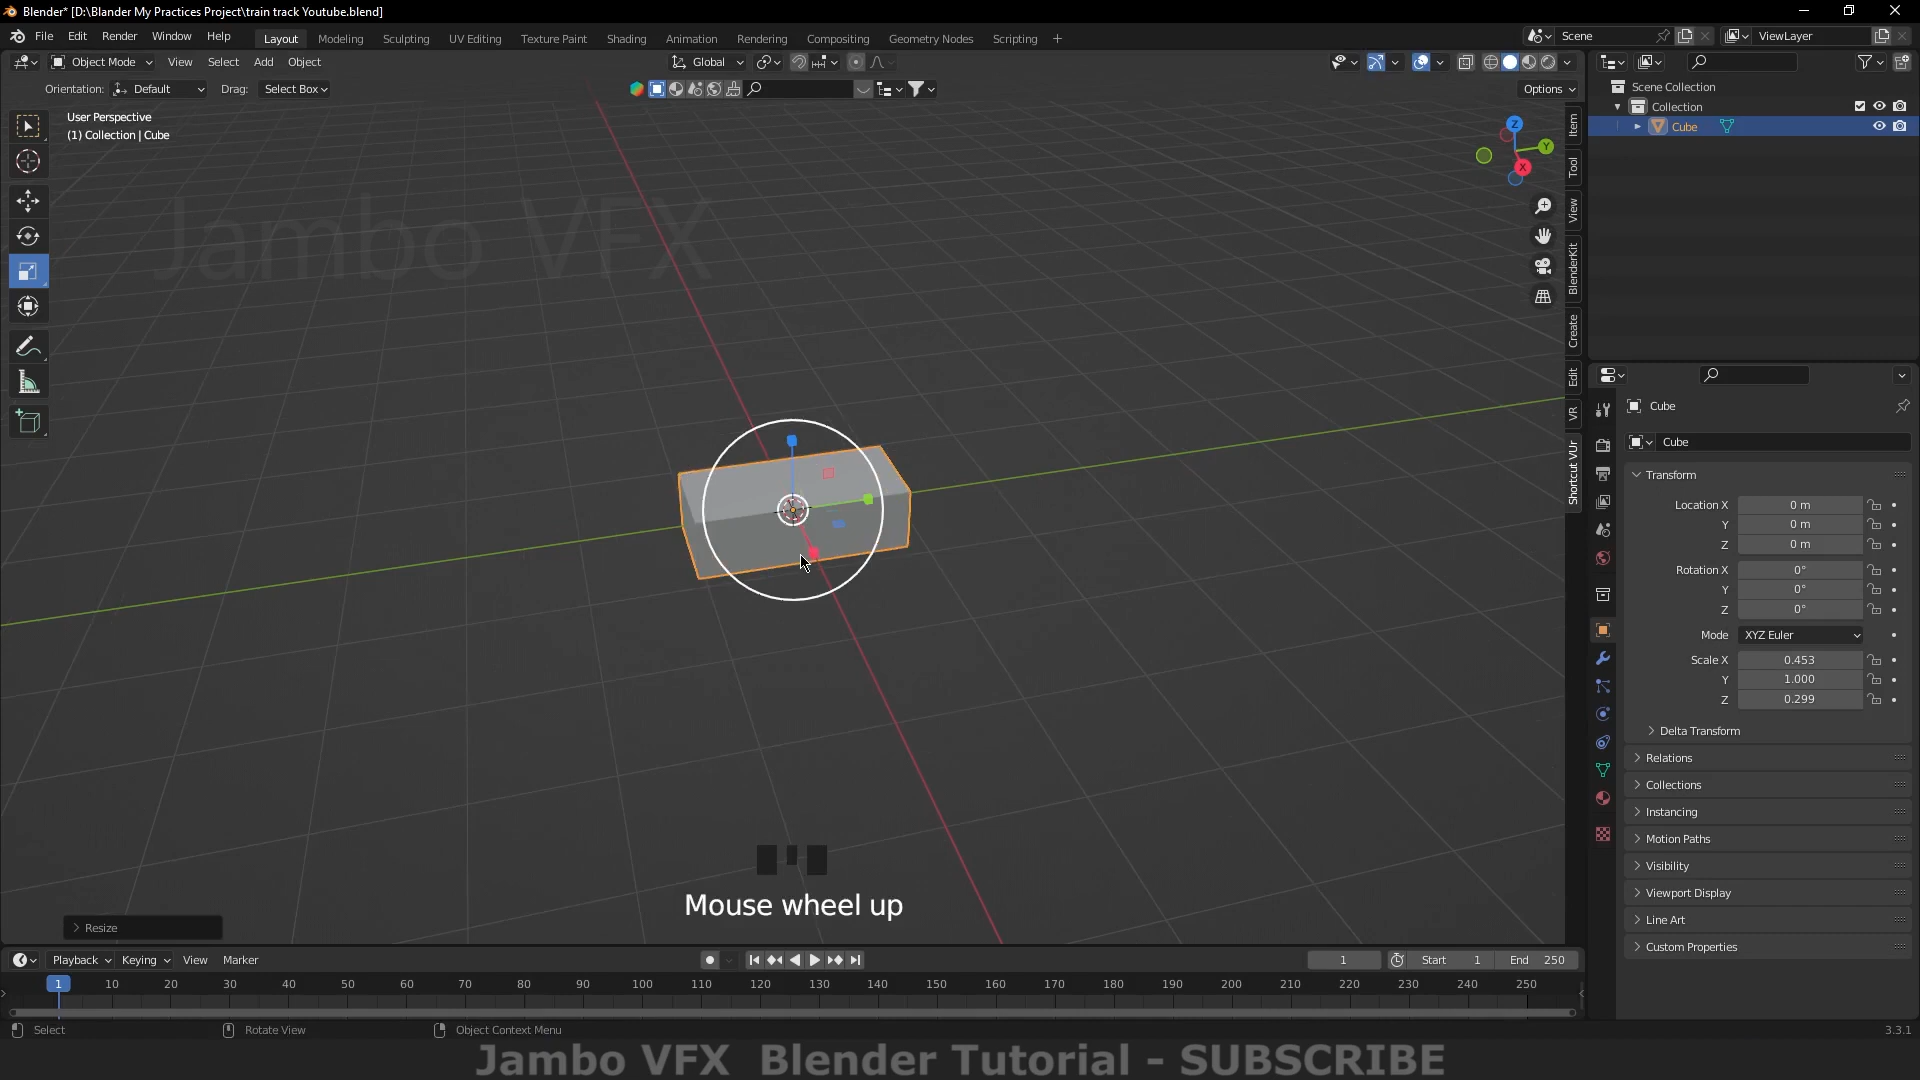 Blender* [D:\Blander My Practices Project\train track Youtube.blend]
File Edit Render Window Help Layout Modeling Sculpting UV Editing Texture Paint Shading Animation Rendering Compositing Geometry Nodes Scripting + Scene ViewLayer
Object Mode View Select Add Object Global
Orientation: Default Drag: Select Box Options
User Perspective
(1) Collection | Cube
Jambo VFX
Z
Y
X
Item
Tool
View
BlenderKit
Create
Edit
VR
Shortcut VUr
Scene Collection
Collection
Cube
Cube
Cube
Transform
Location X 0 m
Y 0 m
Z 0 m
Rotation X 0°
Y 0°
Z 0°
Mode XYZ Euler
Scale X 0.453
Y 1.000
Z 0.299
Delta Transform
Relations
Collections
Instancing
Motion Paths
Visibility
Viewport Display
Line Art
Custom Properties
Mouse wheel up
Resize
Playback Keying View Marker 1 Start 1 End 250
1 10 20 30 40 50 60 70 80 90 100 110 120 130 140 150 160 170 180 190 200 210 220 230 240 250
Select Rotate View Object Context Menu 3.3.1
Jambo VFX Blender Tutorial - SUBSCRIBE